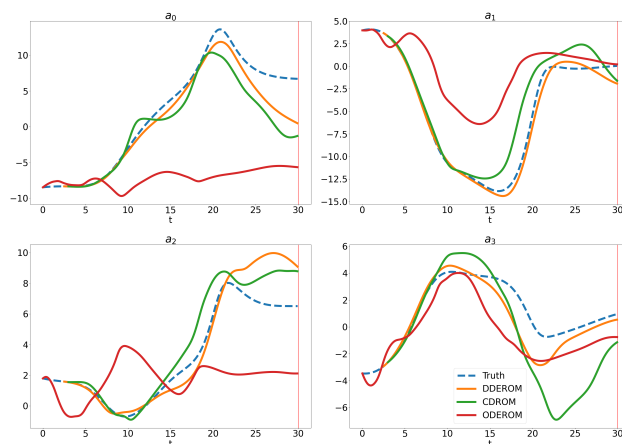 a₀
10
5
0
−5
−10
0 5 10 15 20 25 30
t
a₁
5.0
2.5
0.0
−2.5
−5.0
−7.5
−10.0
−12.5
−15.0
0 5 10 15 20 25 30
t
a₂
10
8
6
4
2
0
0 5 10 15 20 25 30
t
a₃
6
4
2
0
−2
−4
−6
Truth
DDEROM
CDROM
ODEROM
0 5 10 15 20 25 30
t